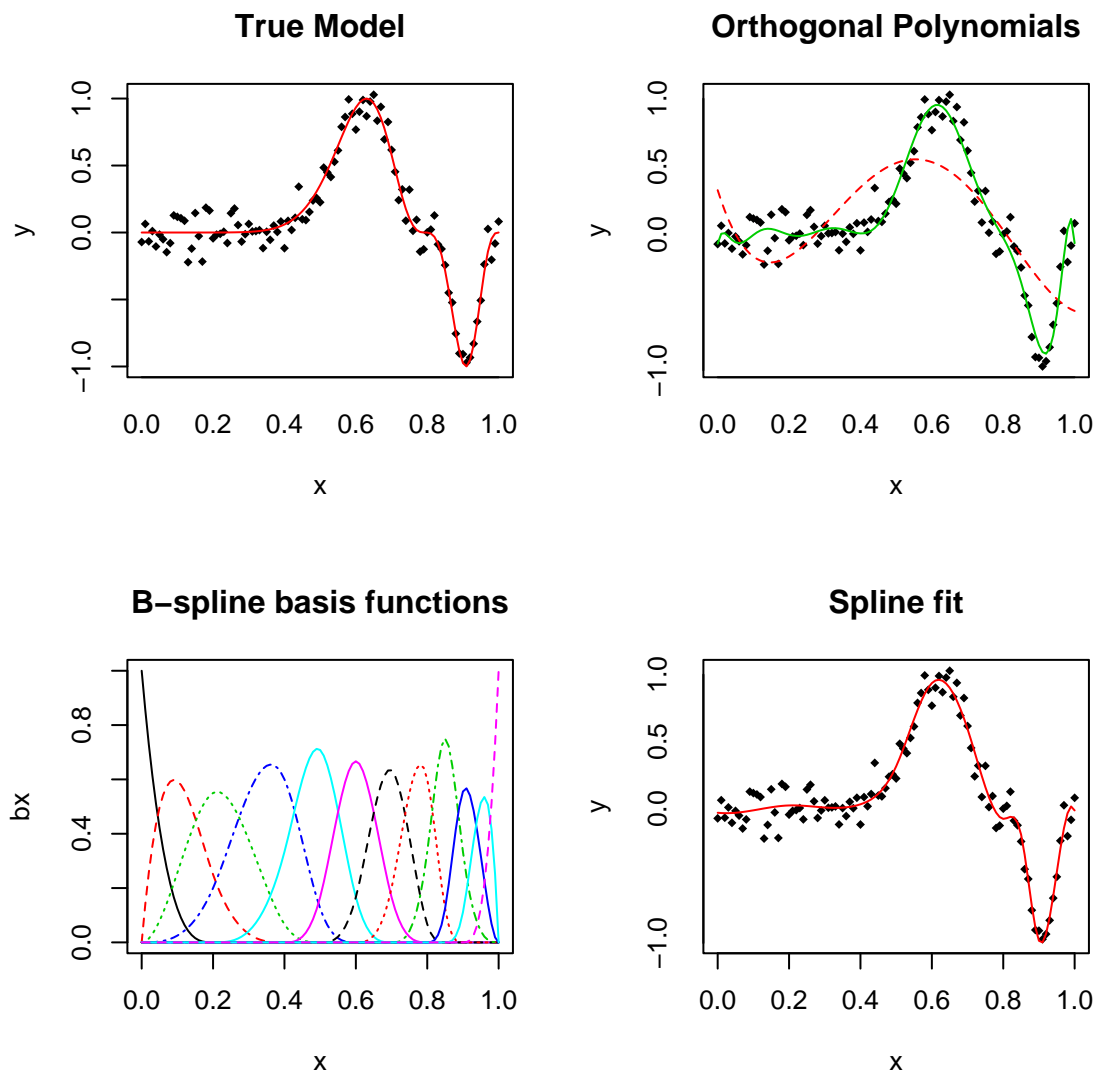 True Model
y
1.0
0.5
0.0
−1.0
0.0 0.2 0.4 0.6 0.8 1.0
x
Orthogonal Polynomials
y
1.0
0.5
0.0
−1.0
0.0 0.2 0.4 0.6 0.8 1.0
x
B−spline basis functions
bx
0.8
0.4
0.0
0.0 0.2 0.4 0.6 0.8 1.0
x
Spline fit
y
1.0
0.5
0.0
−1.0
0.0 0.2 0.4 0.6 0.8 1.0
x